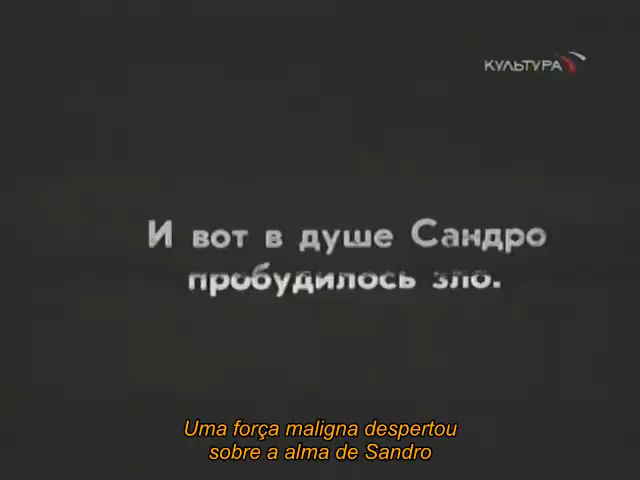 КУЛЬТУРА
И вот в душе Сандро
пробудилось зло.
Uma força maligna despertou
sobre a alma de Sandro